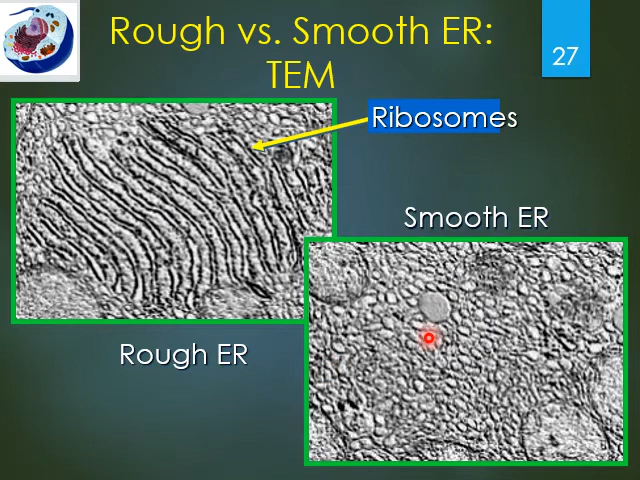 Rough vs. Smooth ER:
TEM
27
Ribosomes
Smooth ER
Rough ER